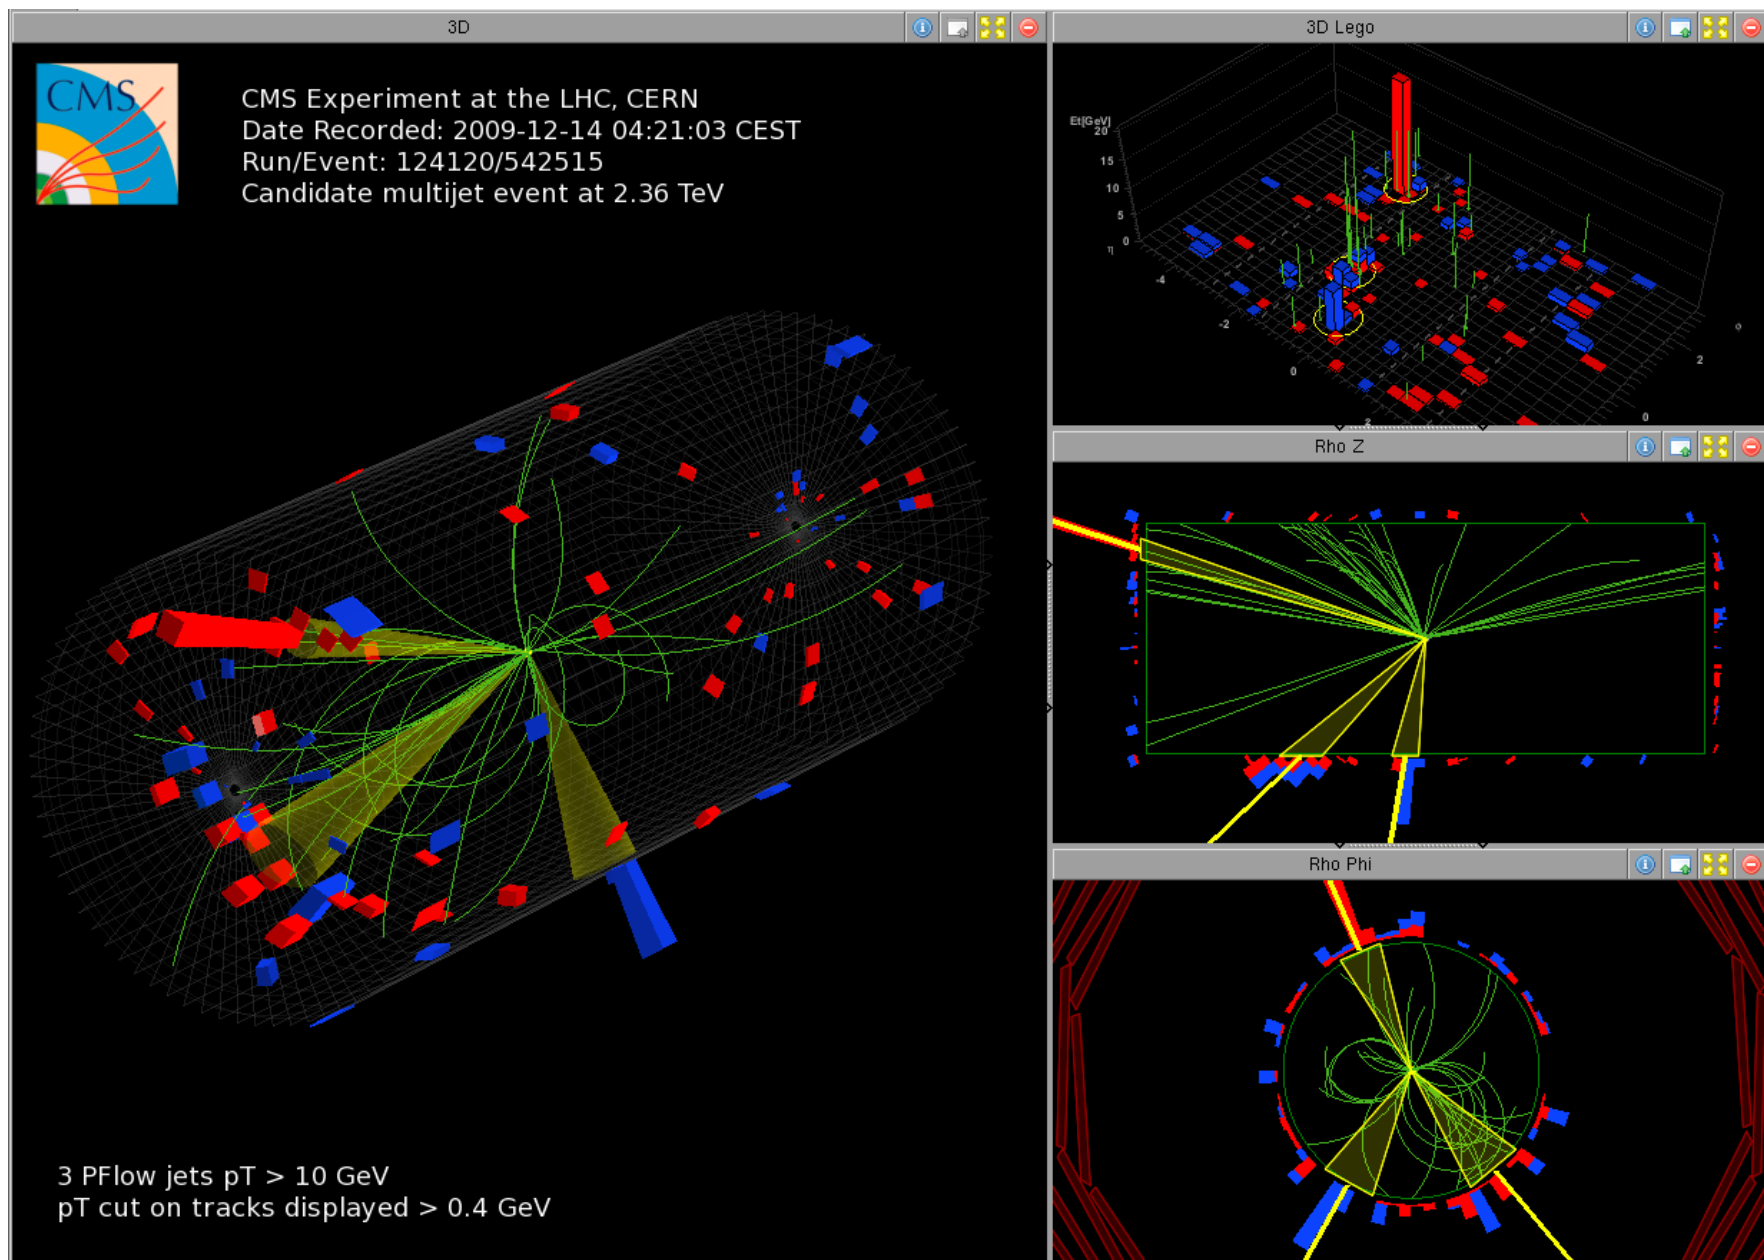 3D
CMS
CMS Experiment at the LHC, CERN
Date Recorded: 2009-12-14 04:21:03 CEST
Run/Event: 124120/542515
Candidate multijet event at 2.36 TeV
3 PFlow jets pT > 10 GeV
pT cut on tracks displayed > 0.4 GeV
3D Lego
Et[GeV]
20
15
10
5
0
η
-4
-2
0
2
φ
2
0
Rho Z
Rho Phi